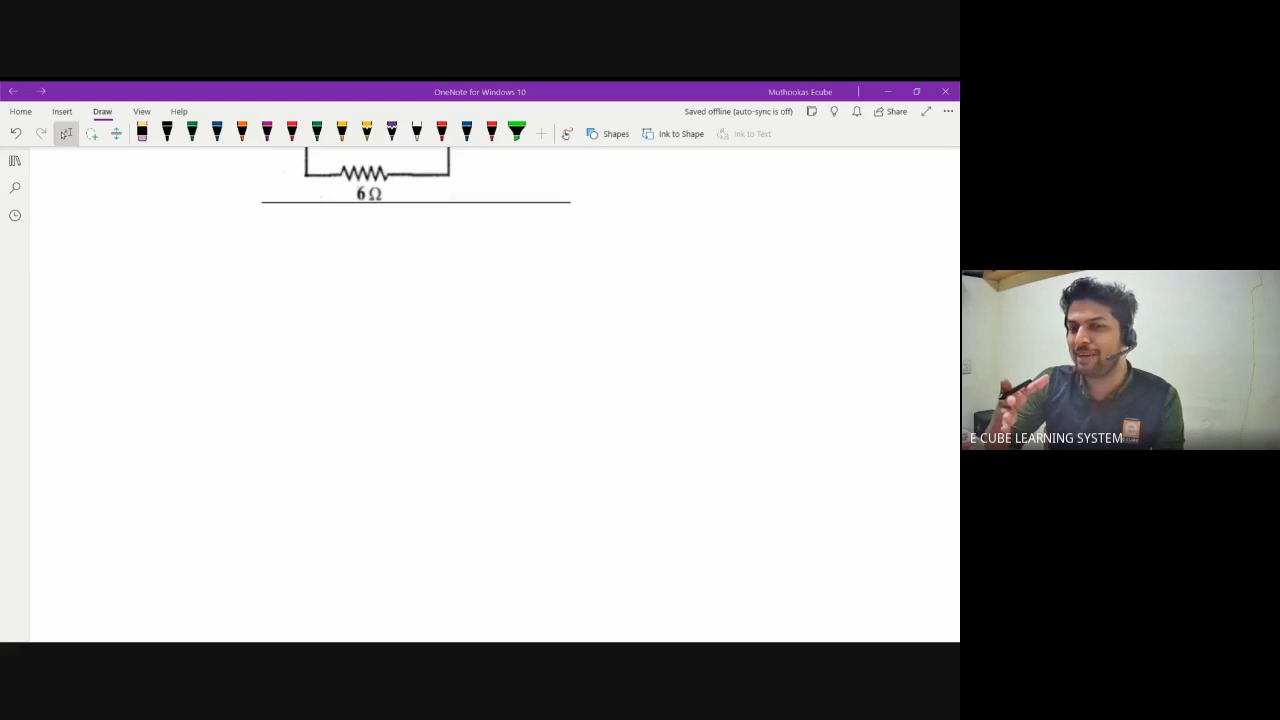 OneNote for Windows 10
Muthookas Ecube
Home Insert Draw View Help
Saved offline (auto-sync is off)
Share
Shapes
Ink to Shape
Ink to Text
6 Ω
E CUBE LEARNING SYSTEM